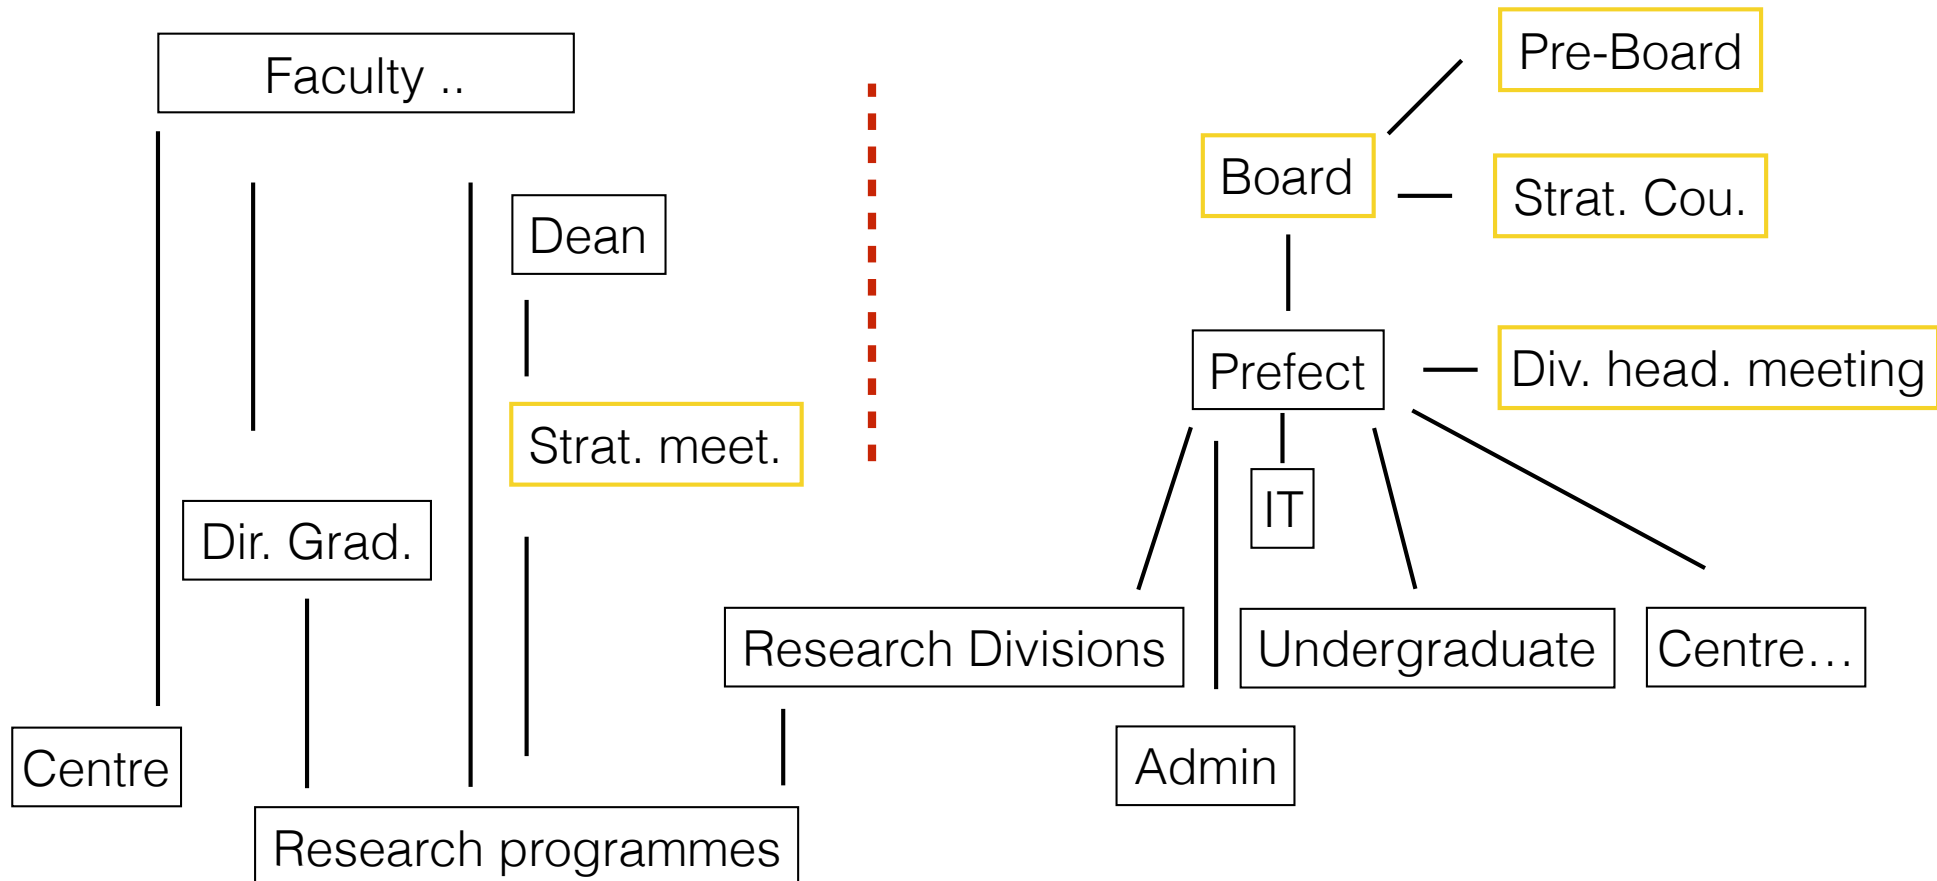 Faculty ..
Pre-Board
Board
Strat. Cou.
Dean
Prefect
Div. head. meeting
Strat. meet.
IT
Dir. Grad.
Research Divisions
Undergraduate
Centre...
Centre
Admin
Research programmes